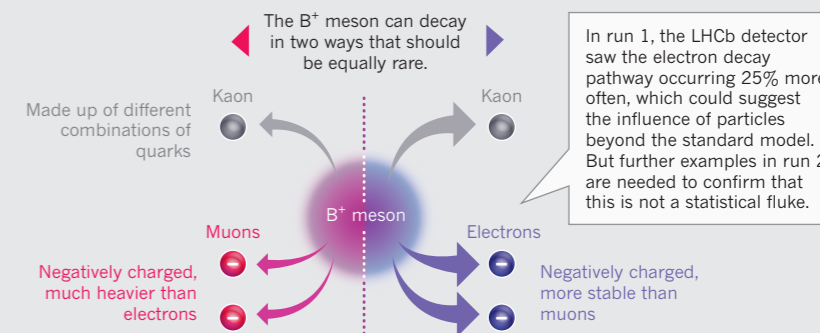 The B⁺ meson can decay
in two ways that should
be equally rare.
In run 1, the LHCb detector
saw the electron decay
pathway occurring 25% more
often, which could suggest
the influence of particles
beyond the standard model.
But further examples in run 2
are needed to confirm that
this is not a statistical fluke.
Kaon
Made up of different
combinations of
quarks
Kaon
B⁺ meson
Muons
Negatively charged,
much heavier than
electrons
Electrons
Negatively charged,
more stable than
muons